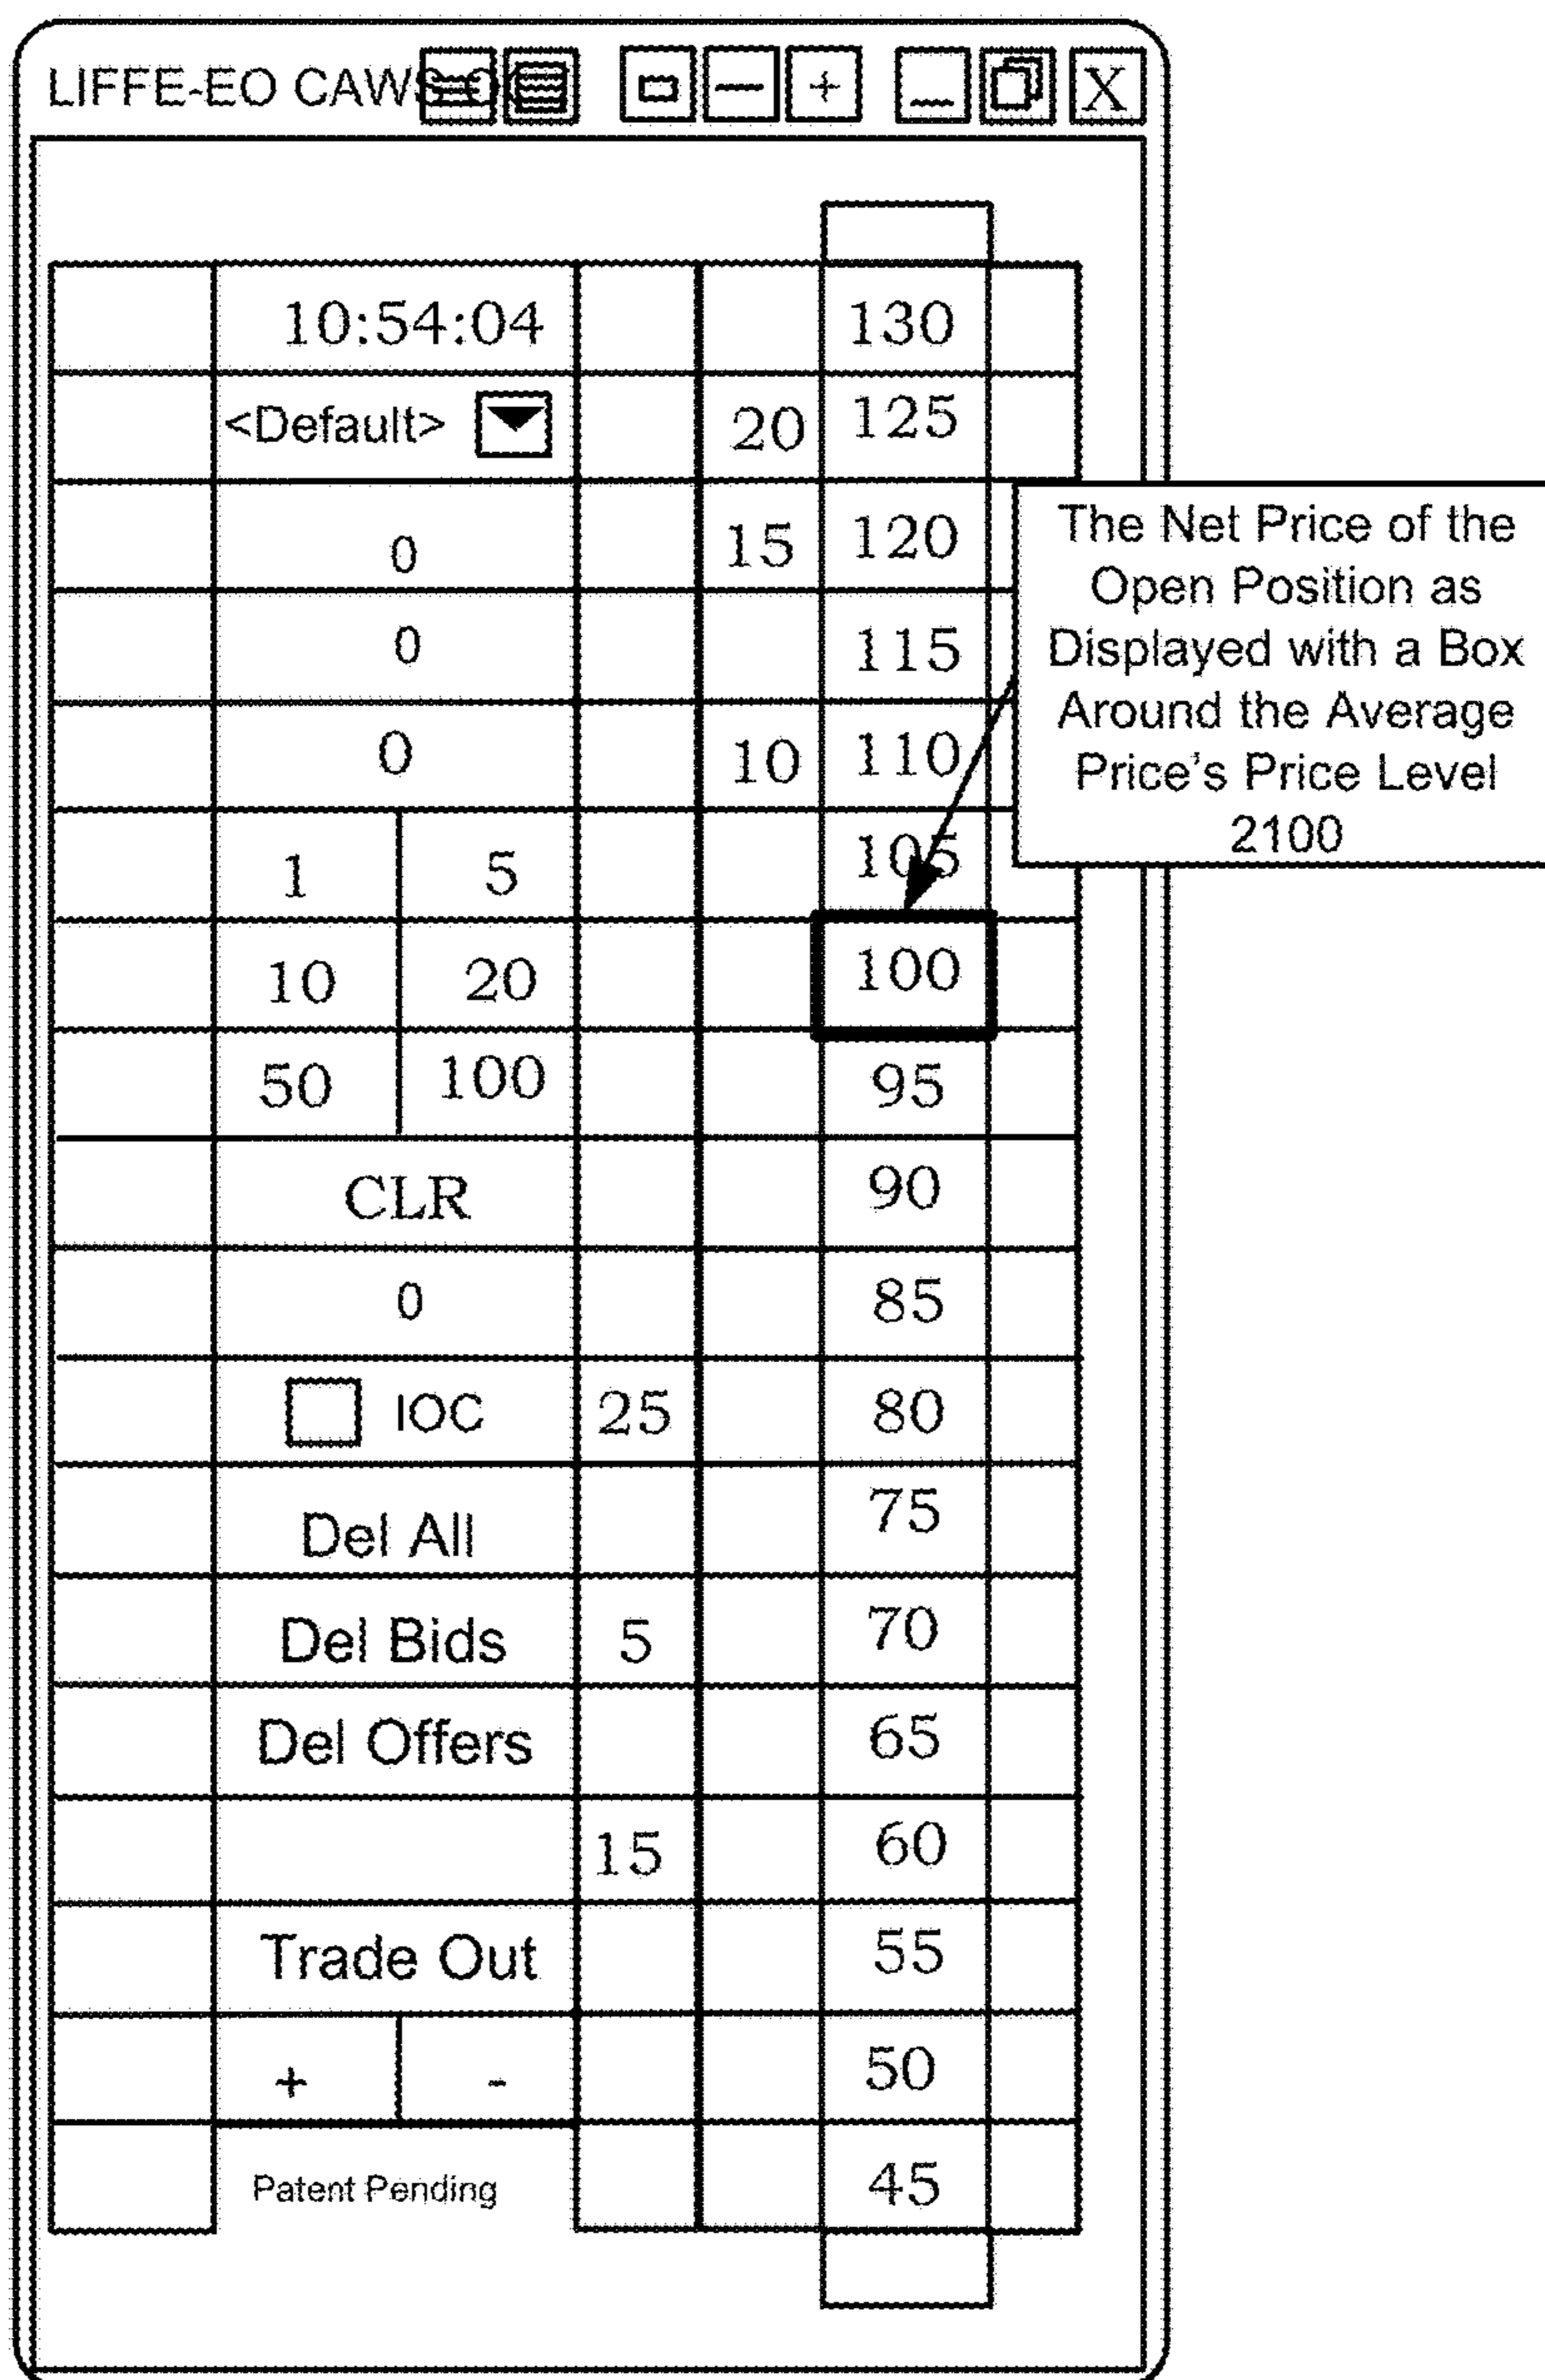 LIFFE-EO CAWS
X
10:54:04 130
<Default> 20 125
0 15 120
0 115
0 10 110
1 5 105
10 20 100
50 100 95
CLR 90
0 85
IOC 25 80
Del All 75
Del Bids 5 70
Del Offers 65
15 60
Trade Out 55
+ - 50
Patent Pending 45
The Net Price of the
Open Position as
Displayed with a Box
Around the Average
Price's Price Level
2100